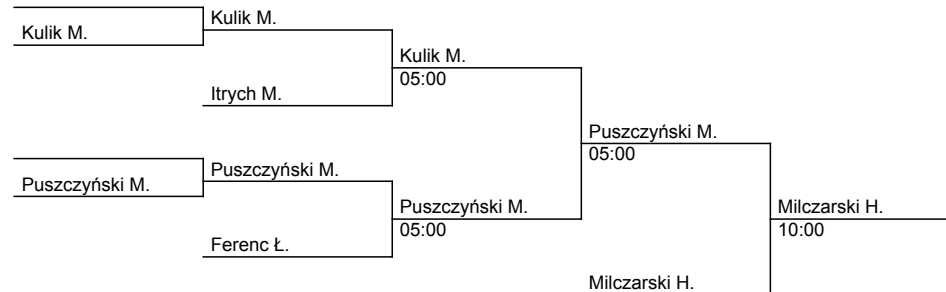 Kulik M.
Kulik M.
Itrych M.
Kulik M.
05:00
Puszczyński M.
Puszczyński M.
Ferenc Ł.
Puszczyński M.
05:00
Puszczyński M.
05:00
Milczarski H.
Milczarski H.
10:00